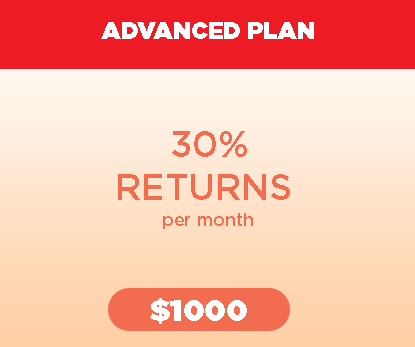 ADVANCED PLAN
30%
RETURNS
per month
$1000